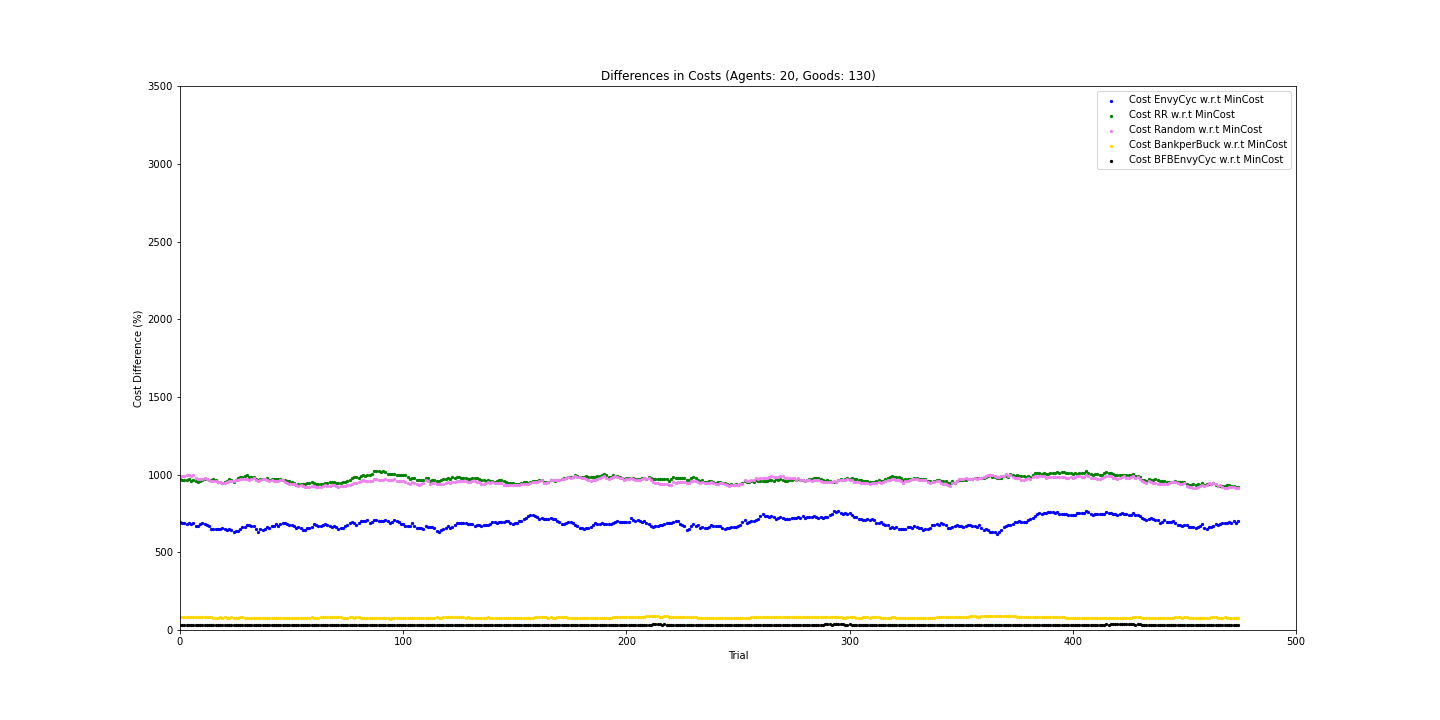 Differences in Costs (Agents: 20, Goods: 130)
3500
3000
2500
2000
1500
1000
500
0
Cost Difference (%)
Cost EnvyCyc w.r.t MinCost
Cost RR w.r.t MinCost
Cost Random w.r.t MinCost
Cost BankperBuck w.r.t MinCost
Cost BFBEnvyCyc w.r.t MinCost
0 100 200 300 400 500
Trial